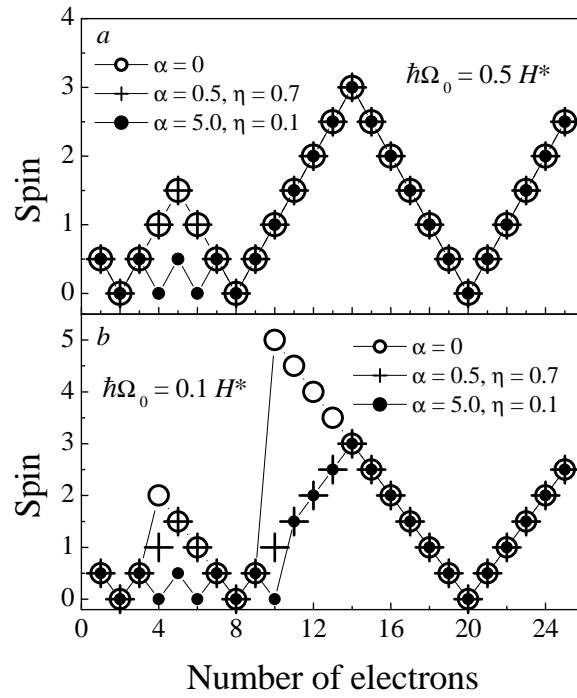 a
α = 0
α = 0.5, η = 0.7
α = 5.0, η = 0.1
ħΩ₀ = 0.5 H*
4
3
2
1
0
Spin
b
α = 0
α = 0.5, η = 0.7
α = 5.0, η = 0.1
ħΩ₀ = 0.1 H*
5
4
3
2
1
0
Spin
0 4 8 12 16 20 24
Number of electrons